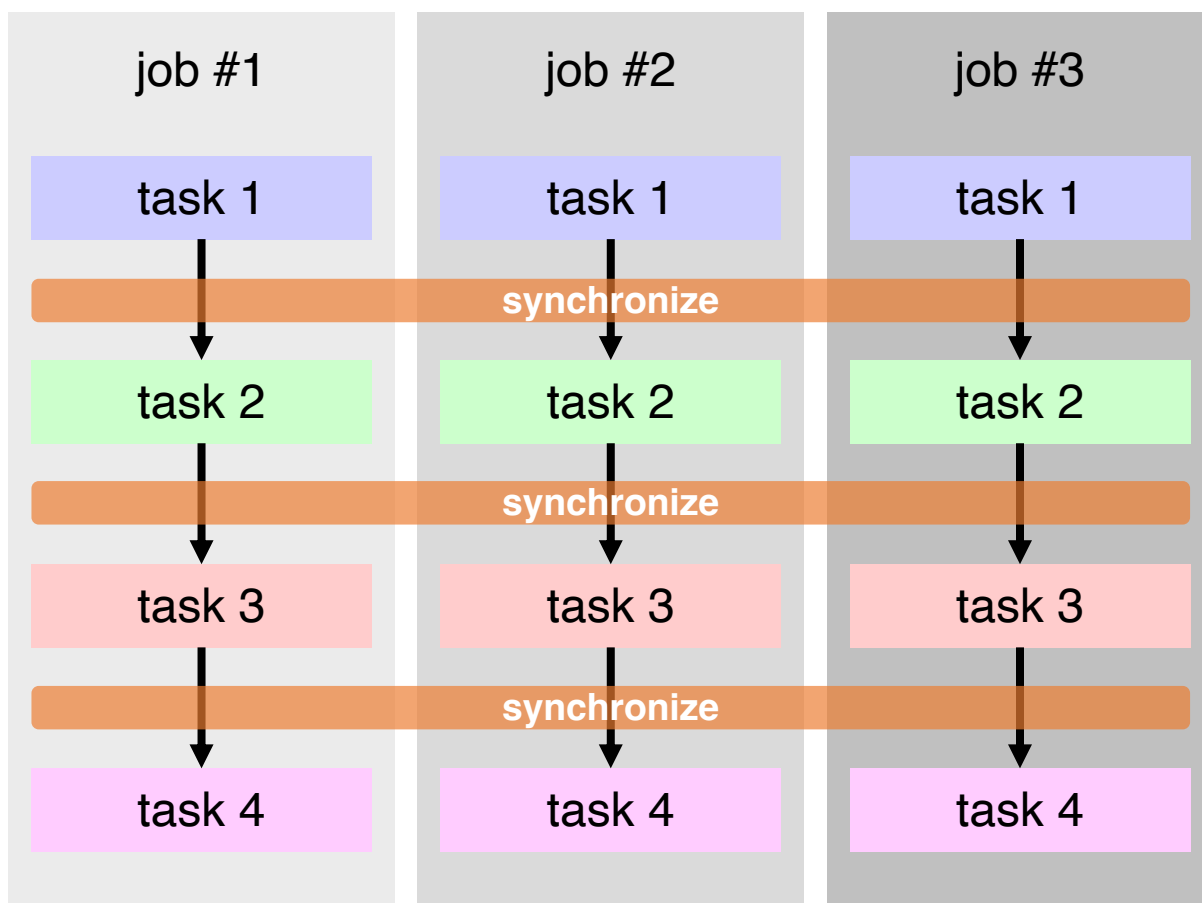 job #1
job #2
job #3
task 1
task 1
task 1
synchronize
task 2
task 2
task 2
synchronize
task 3
task 3
task 3
synchronize
task 4
task 4
task 4